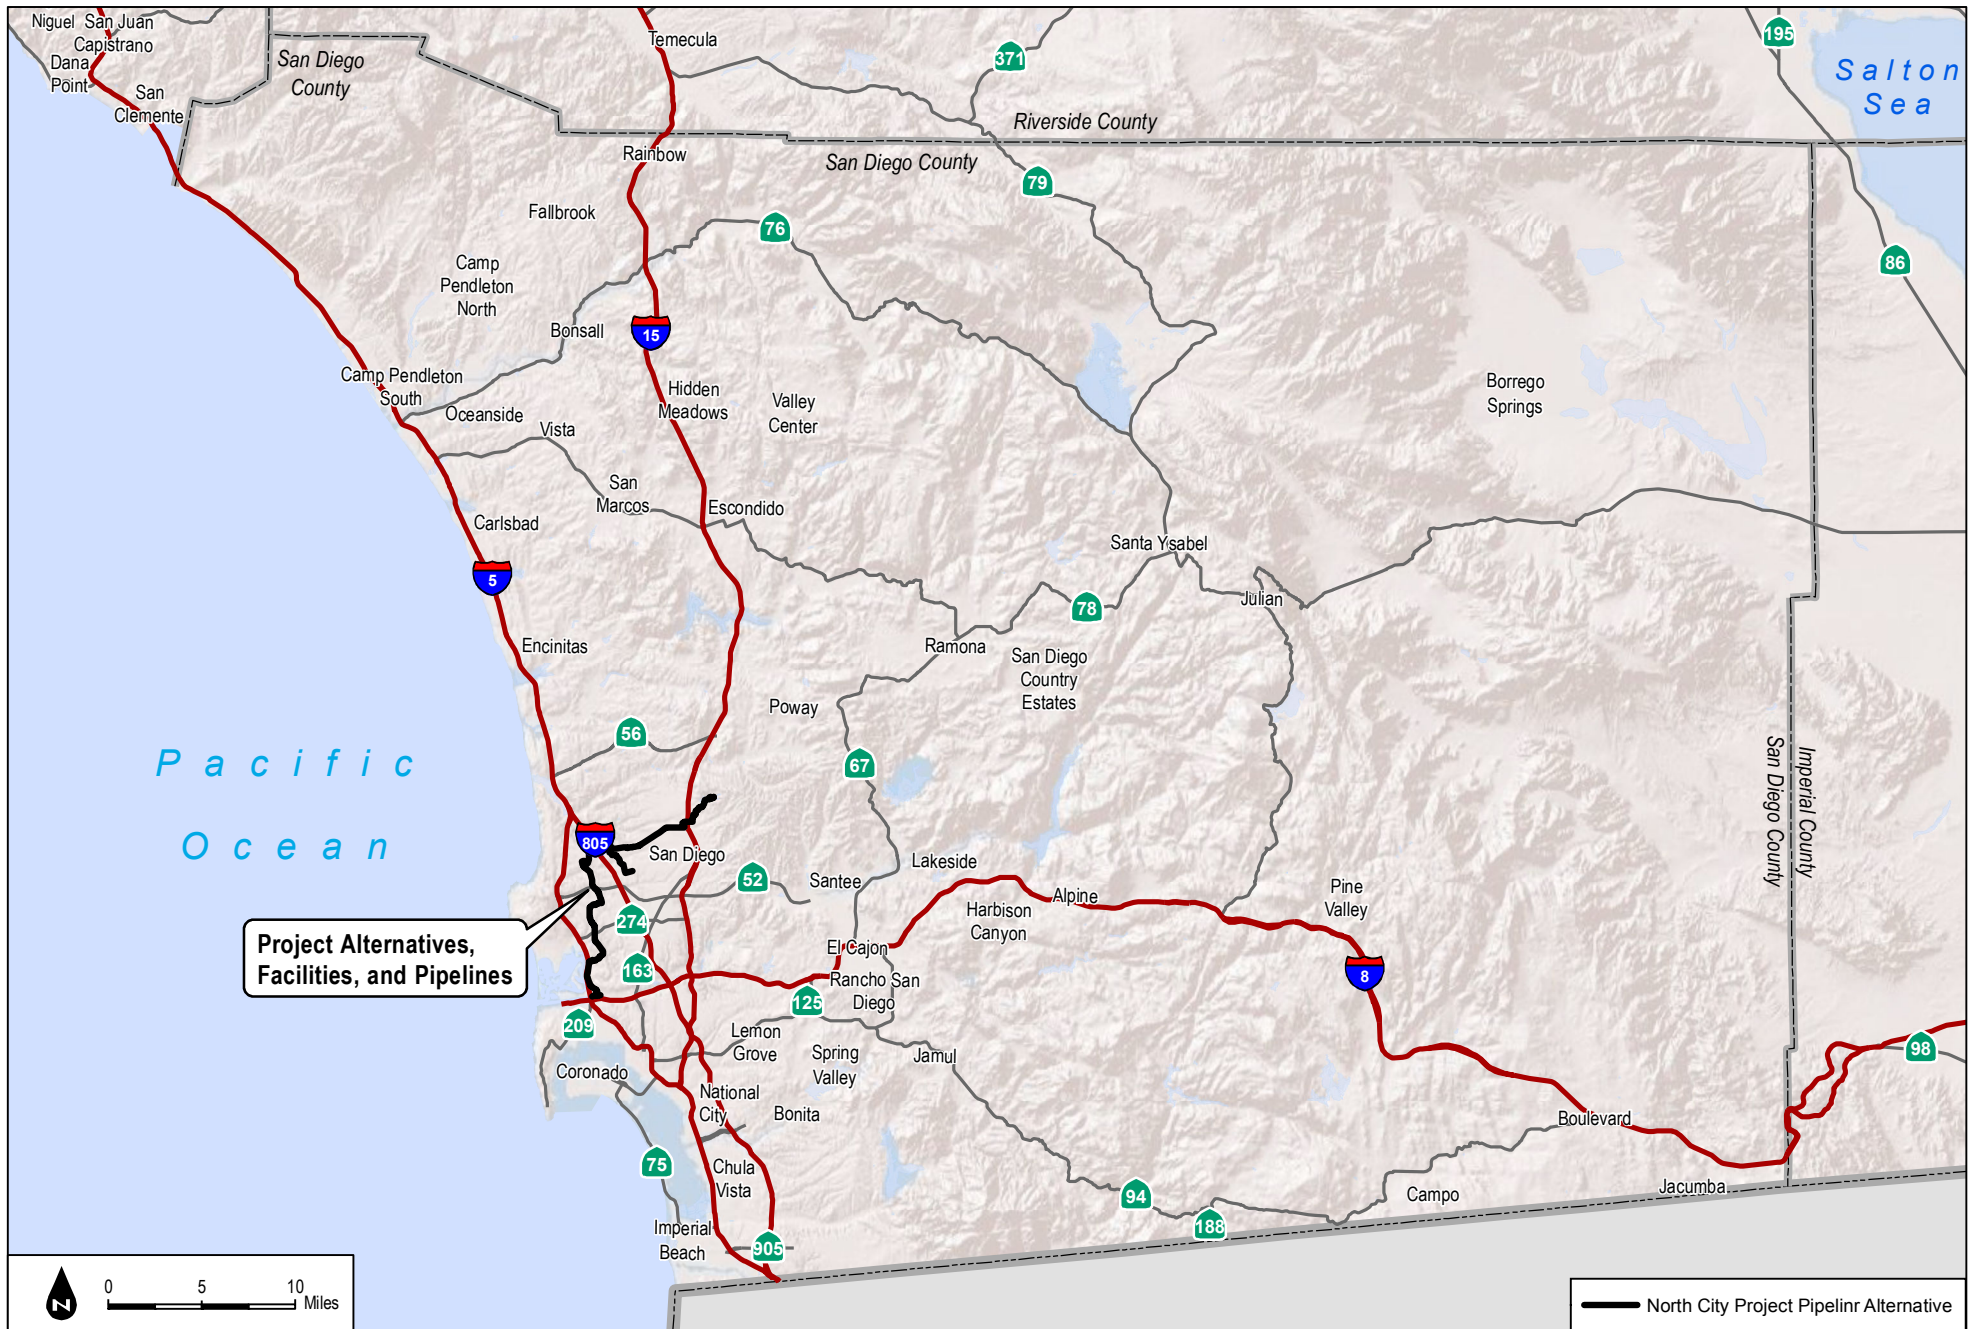 Niguel
San Juan
Capistrano
Dana
Point
San
Clemente
San Diego
County
Temecula
371
195
Salton
Sea
Riverside County
San Diego County
Rainbow
79
Fallbrook
76
86
Camp
Pendleton
North
Bonsall
15
Camp Pendleton
South
Oceanside
Hidden
Meadows
Valley
Center
Borrego
Springs
Vista
San
Marcos
Escondido
Carlsbad
Santa Ysabel
5
78
Julian
Encinitas
Ramona
San Diego
Country
Estates
Poway
56
67
Pacific
Ocean
San Diego County
Imperial County
805
San Diego
52
Santee
Lakeside
Alpine
Harbison
Canyon
Pine
Valley
274
Project Alternatives,
Facilities, and Pipelines
El Cajon
163
Rancho San
Diego
8
125
209
Lemon
Grove
Spring
Valley
Jamul
98
Coronado
National
City
Bonita
Boulevard
75
Chula
Vista
94
188
Campo
Jacumba
Imperial
Beach
905
N
0 5 10
Miles
North City Project Pipelinr Alternative